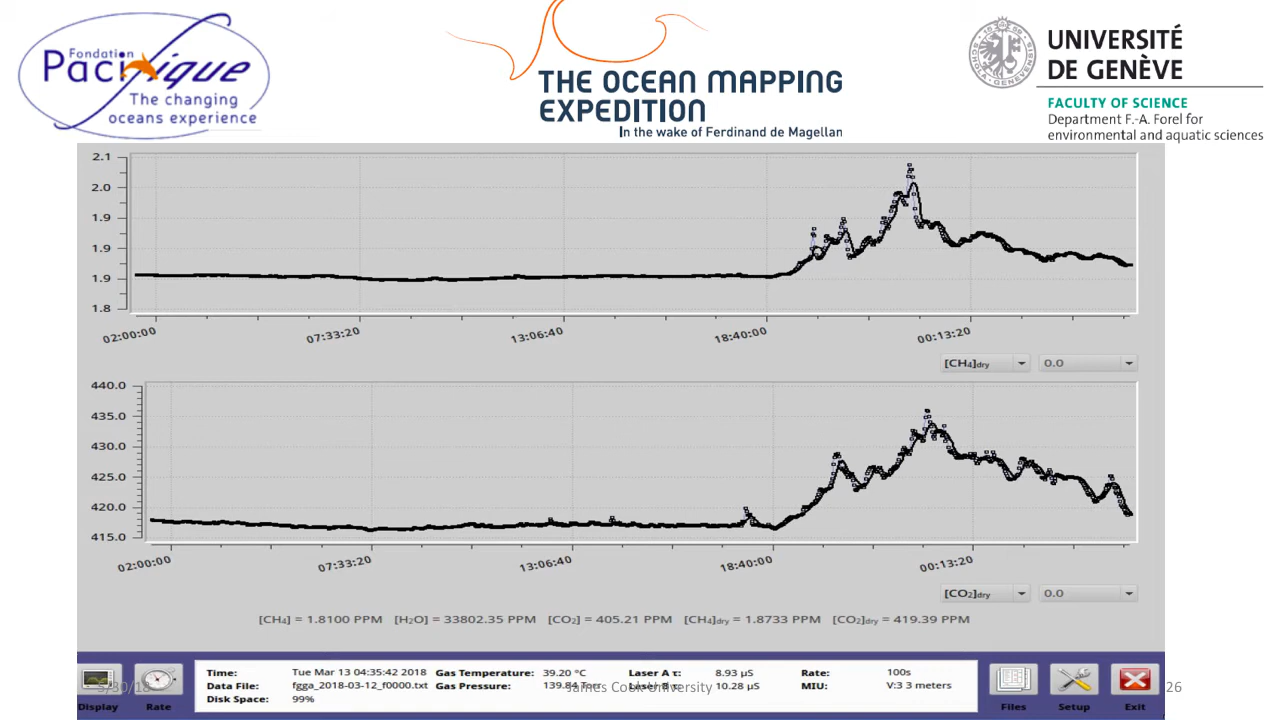 Fondation
Pacifique
The changing
oceans experience
THE OCEAN MAPPING
EXPEDITION
In the wake of Ferdinand de Magellan
UNIVERSITÉ
DE GENÈVE
FACULTY OF SCIENCE
Department F.-A. Forel for
environmental and aquatic sciences
2.1
2.0
1.9
1.9
1.9
1.8
02:00:00 07:33:20 13:06:40 18:40:00 00:13:20
[CH4]dry 0.0
440.0
435.0
430.0
425.0
420.0
415.0
02:00:00 07:33:20 13:06:40 18:40:00 00:13:20
[CO2]dry 0.0
[CH4] = 1.8100 PPM [H2O] = 33802.35 PPM [CO2] = 405.21 PPM [CH4]dry = 1.8733 PPM [CO2]dry = 419.39 PPM
Time: Tue Mar 13 04:35:42 2018 Gas Temperature: 39.20 °C Laser A τ: 8.93 µS Rate: 100s
Data File: fgga_2018-03-12_f0000.txt Gas Pressure: 139.84 Torr Laser B τ: 10.28 µS MIU: V:3 3 meters
Disk Space: 99%
Display Rate Files Setup Exit
5/30/18 James Cook University 26